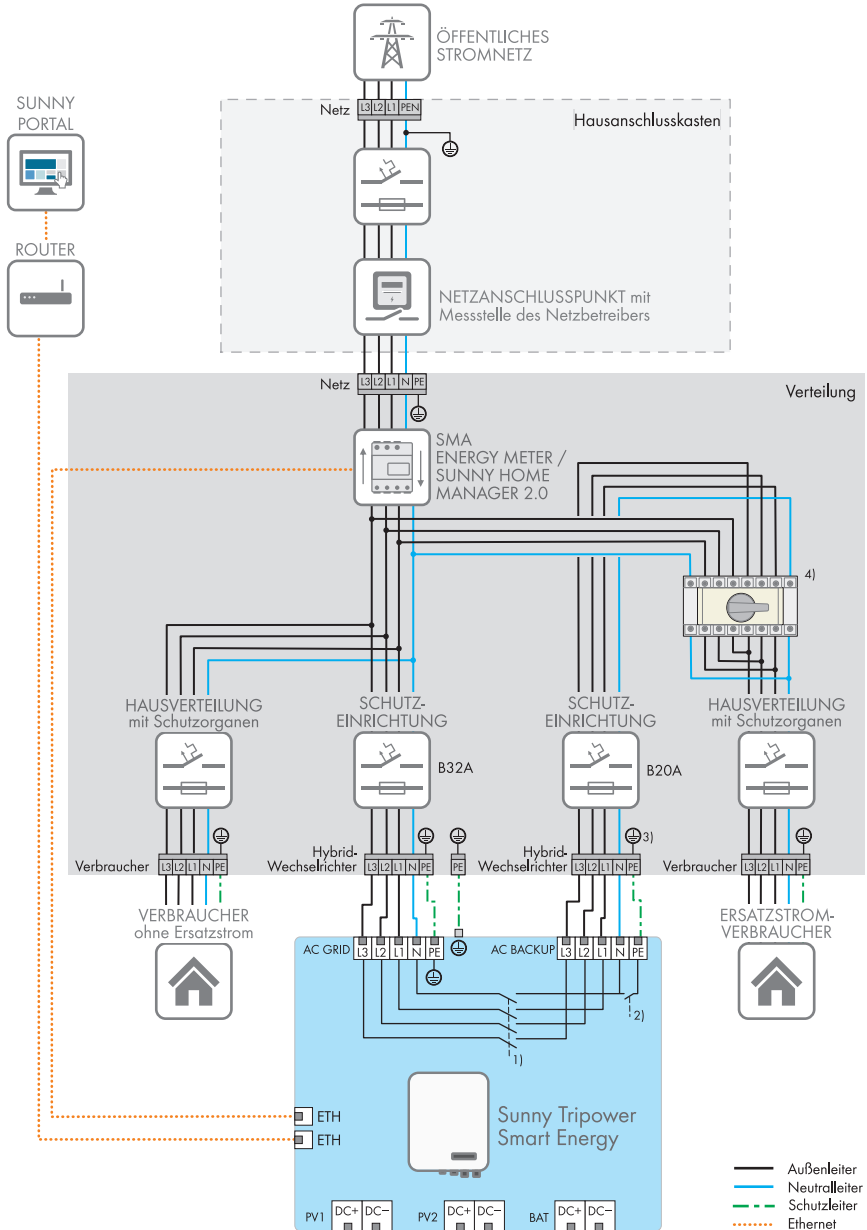 ÖFFENTLICHES
STROMNETZ
SUNNY
PORTAL
Netz L3 L2 L1 PEN
Hausanschlusskasten
ROUTER
NETZANSCHLUSSPUNKT mit
Messstelle des Netzbetreibers
Netz L3 L2 L1 N PE
Verteilung
SMA
ENERGY METER /
SUNNY HOME
MANAGER 2.0
4)
HAUSVERTEILUNG
mit Schutzorganen
SCHUTZ-
EINRICHTUNG
SCHUTZ-
EINRICHTUNG
HAUSVERTEILUNG
mit Schutzorganen
B32A
B20A
3)
Verbraucher L3 L2 L1 N PE
Hybrid-
Wechselrichter L3 L2 L1 N PE
PE
Hybrid-
Wechselrichter L3 L2 L1 N PE
Verbraucher L3 L2 L1 N PE
VERBRAUCHER
ohne Ersatzstrom
ERSATZSTROM-
VERBRAUCHER
AC GRID L3 L2 L1 N PE
AC BACKUP L3 L2 L1 N PE
2)
1)
ETH
ETH
Sunny Tripower
Smart Energy
PV1 DC+ DC−
PV2 DC+ DC−
BAT DC+ DC−
Außenleiter
Neutralleiter
Schutzleiter
Ethernet